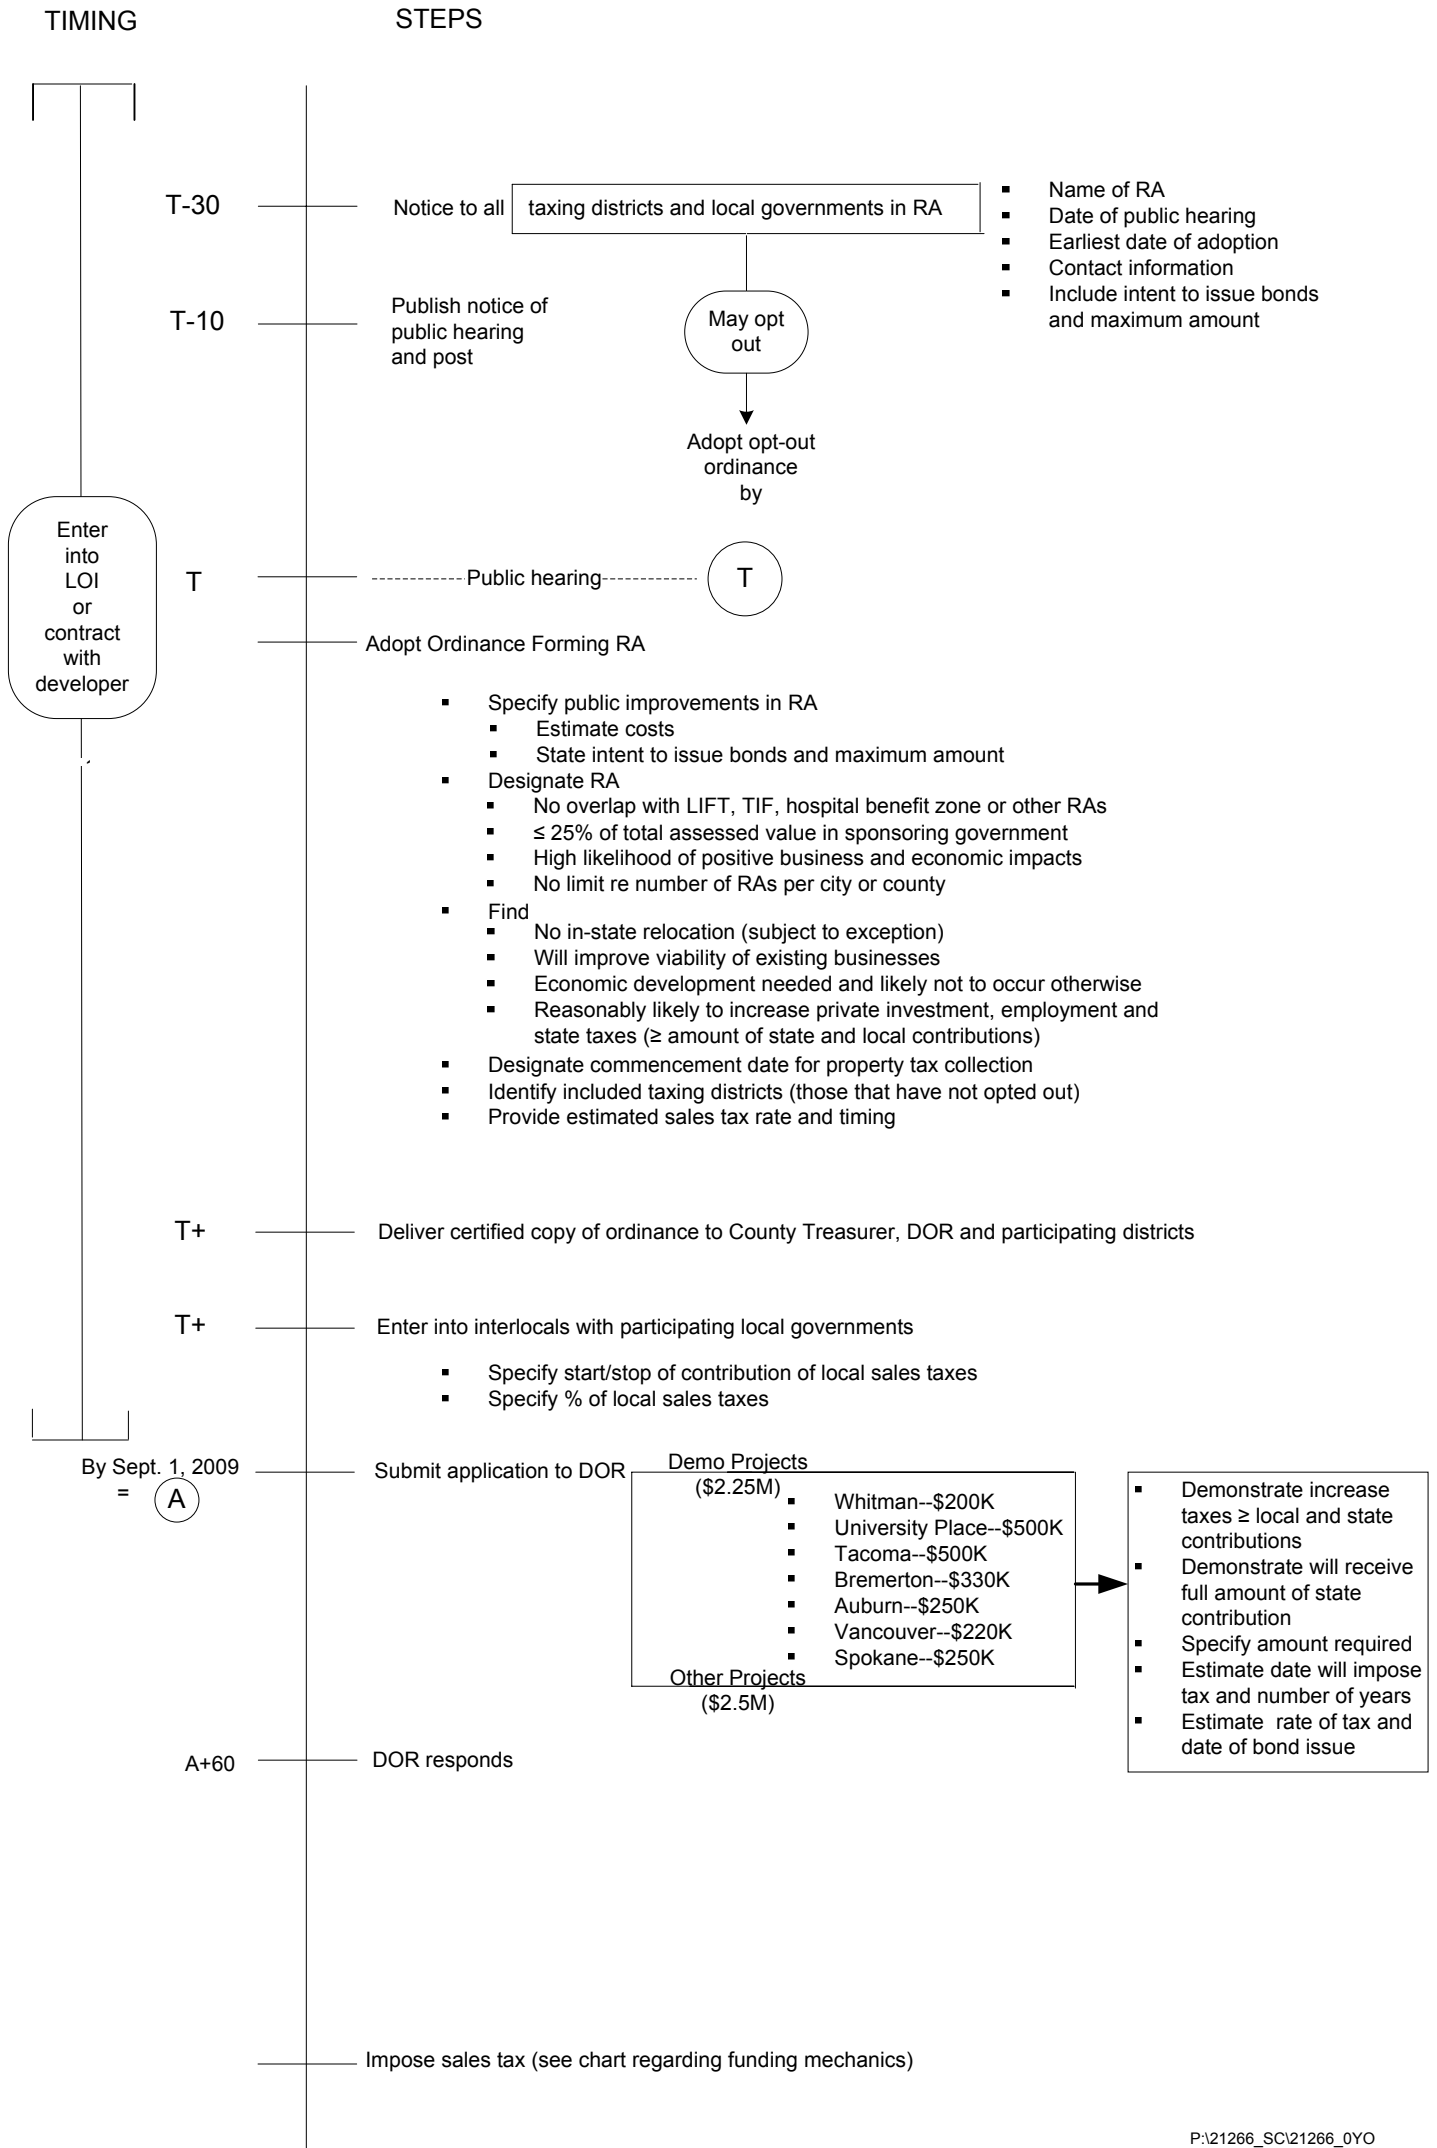 TIMING
STEPS
T-30
Notice to all
taxing districts and local governments in RA
▪ Name of RA
▪ Date of public hearing
▪ Earliest date of adoption
▪ Contact information
▪ Include intent to issue bonds
and maximum amount
T-10
Publish notice of
public hearing
and post
May opt
out
Adopt opt-out
ordinance
by
Enter
into
LOI
or
contract
with
developer
T
Public hearing
T
Adopt Ordinance Forming RA
▪ Specify public improvements in RA
▪ Estimate costs
▪ State intent to issue bonds and maximum amount
▪ Designate RA
▪ No overlap with LIFT, TIF, hospital benefit zone or other RAs
▪ ≤ 25% of total assessed value in sponsoring government
▪ High likelihood of positive business and economic impacts
▪ No limit re number of RAs per city or county
▪ Find
▪ No in-state relocation (subject to exception)
▪ Will improve viability of existing businesses
▪ Economic development needed and likely not to occur otherwise
▪ Reasonably likely to increase private investment, employment and
state taxes (≥ amount of state and local contributions)
▪ Designate commencement date for property tax collection
▪ Identify included taxing districts (those that have not opted out)
▪ Provide estimated sales tax rate and timing
T+
Deliver certified copy of ordinance to County Treasurer, DOR and participating districts
T+
Enter into interlocals with participating local governments
▪ Specify start/stop of contribution of local sales taxes
▪ Specify % of local sales taxes
By Sept. 1, 2009
= A
Submit application to DOR
Demo Projects
($2.25M)
▪ Whitman--$200K
▪ University Place--$500K
▪ Tacoma--$500K
▪ Bremerton--$330K
▪ Auburn--$250K
▪ Vancouver--$220K
▪ Spokane--$250K
Other Projects
($2.5M)
▪ Demonstrate increase
taxes ≥ local and state
contributions
▪ Demonstrate will receive
full amount of state
contribution
▪ Specify amount required
▪ Estimate date will impose
tax and number of years
▪ Estimate rate of tax and
date of bond issue
A+60
DOR responds
Impose sales tax (see chart regarding funding mechanics)
P:\21266_SC\21266_0YO